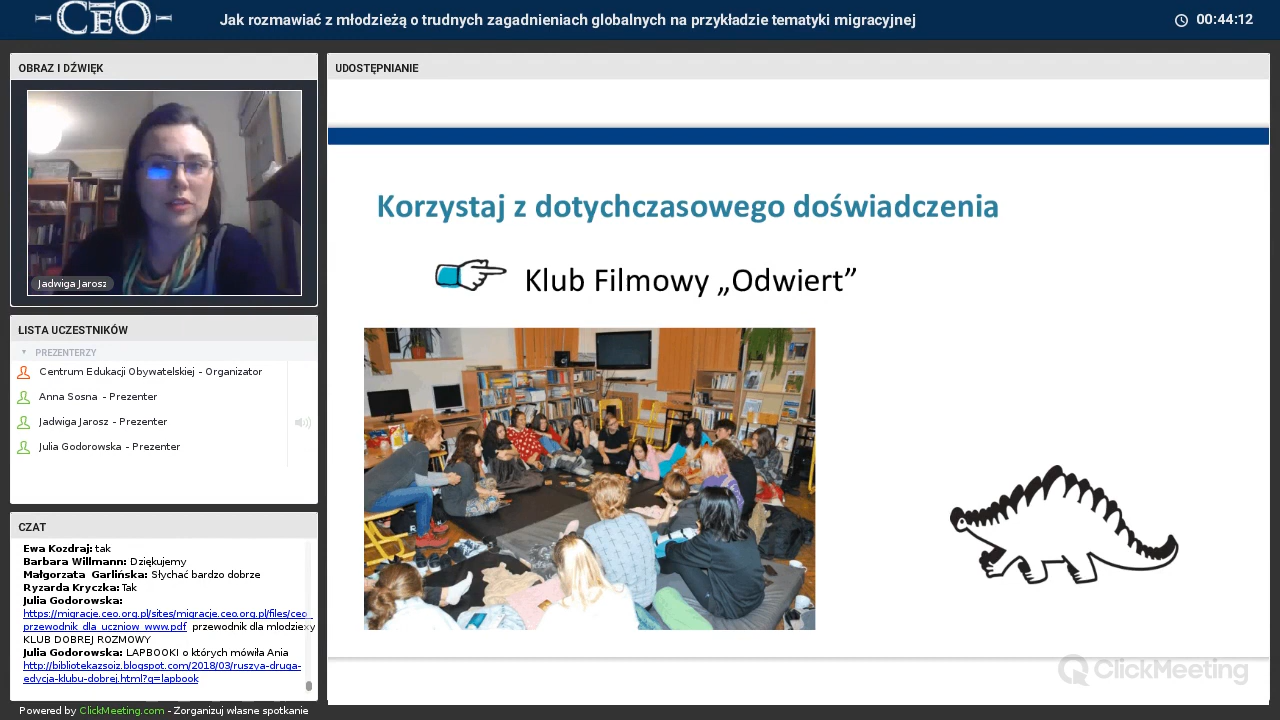 CEO
Jak rozmawiać z młodzieżą o trudnych zagadnieniach globalnych na przykładzie tematyki migracyjnej
00:44:12
OBRAZ I DŹWIĘK
Jadwiga Jarosz
LISTA UCZESTNIKÓW
PREZENTERZY
Centrum Edukacji Obywatelskiej - Organizator
Anna Sosna - Prezenter
Jadwiga Jarosz - Prezenter
Julia Godorowska - Prezenter
CZAT
Ewa Kozdraj: tak
Barbara Willmann: Dziękujemy
Małgorzata Garlińska: Słychać bardzo dobrze
Ryzarda Kryczka: Tak
Julia Godorowska:
https://migracje.ceo.org.pl/sites/migracje.ceo.org.pl/files/ceo_
przewodnik_dla_uczniow_www.pdf przewodnik dla mlodziezy
KLUB DOBREJ ROZMOWY
Julia Godorowska: LAPBOOKI o których mówiła Ania
http://bibliotekazsoiz.blogspot.com/2018/03/ruszya-druga-
edycja-klubu-dobrej.html?q=lapbook
Powered by ClickMeeting.com - Zorganizuj własne spotkanie
UDOSTĘPNIANIE
Korzystaj z dotychczasowego doświadczenia
Klub Filmowy „Odwiert”
ClickMeeting